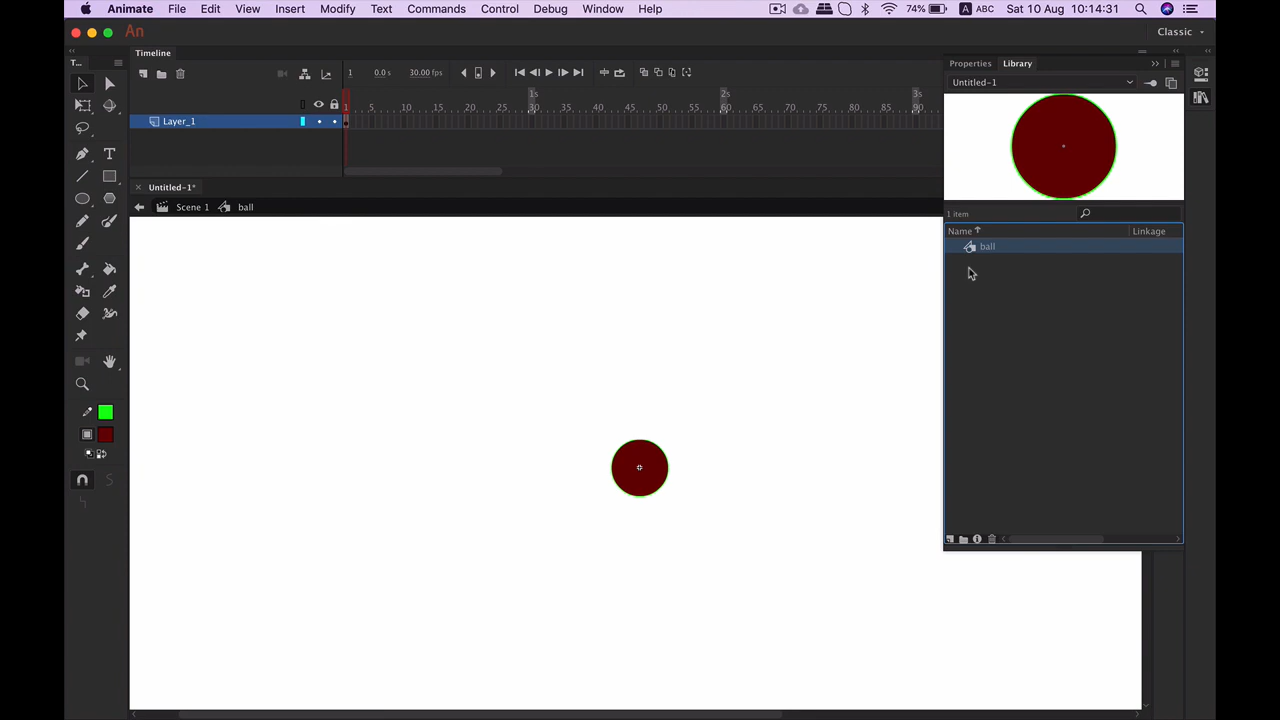 Animate File Edit View Insert Modify Text Commands Control Debug Window Help 74% A ABC Sat 10 Aug 10:14:31
An Classic
T... Timeline
Properties Library
1 0.0 s 30.00 fps
Untitled-1
1s 2s 3s
1 5 10 15 20 25 30 35 40 45 50 55 60 65 70 75 80 85 90
Layer_1
Untitled-1*
Scene 1 ball
1 item
Name Linkage
ball